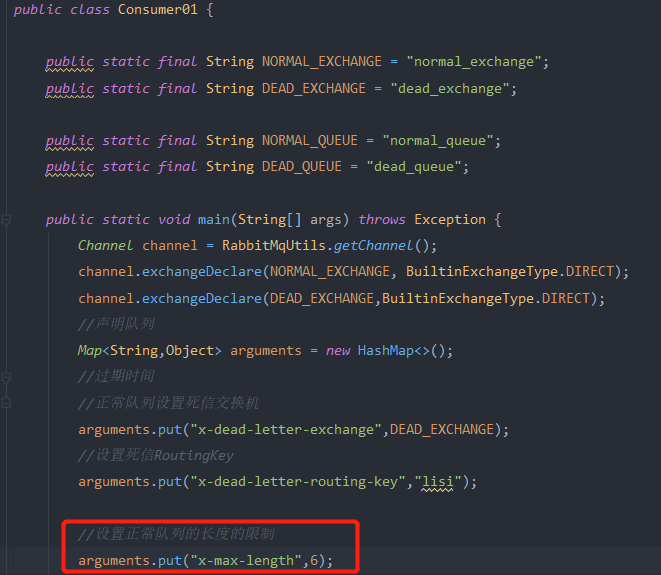 public class Consumer01 {
public static final String NORMAL_EXCHANGE = "normal_exchange";
public static final String DEAD_EXCHANGE = "dead_exchange";
public static final String NORMAL_QUEUE = "normal_queue";
public static final String DEAD_QUEUE = "dead_queue";
public static void main(String[] args) throws Exception {
Channel channel = RabbitMqUtils.getChannel();
channel.exchangeDeclare(NORMAL_EXCHANGE, BuiltinExchangeType.DIRECT);
channel.exchangeDeclare(DEAD_EXCHANGE,BuiltinExchangeType.DIRECT);
//声明队列
Map<String,Object> arguments = new HashMap<>();
//过期时间
//正常队列设置死信交换机
arguments.put("x-dead-letter-exchange",DEAD_EXCHANGE);
//设置死信RoutingKey
arguments.put("x-dead-letter-routing-key","lisi");
//设置正常队列的长度的限制
arguments.put("x-max-length",6);